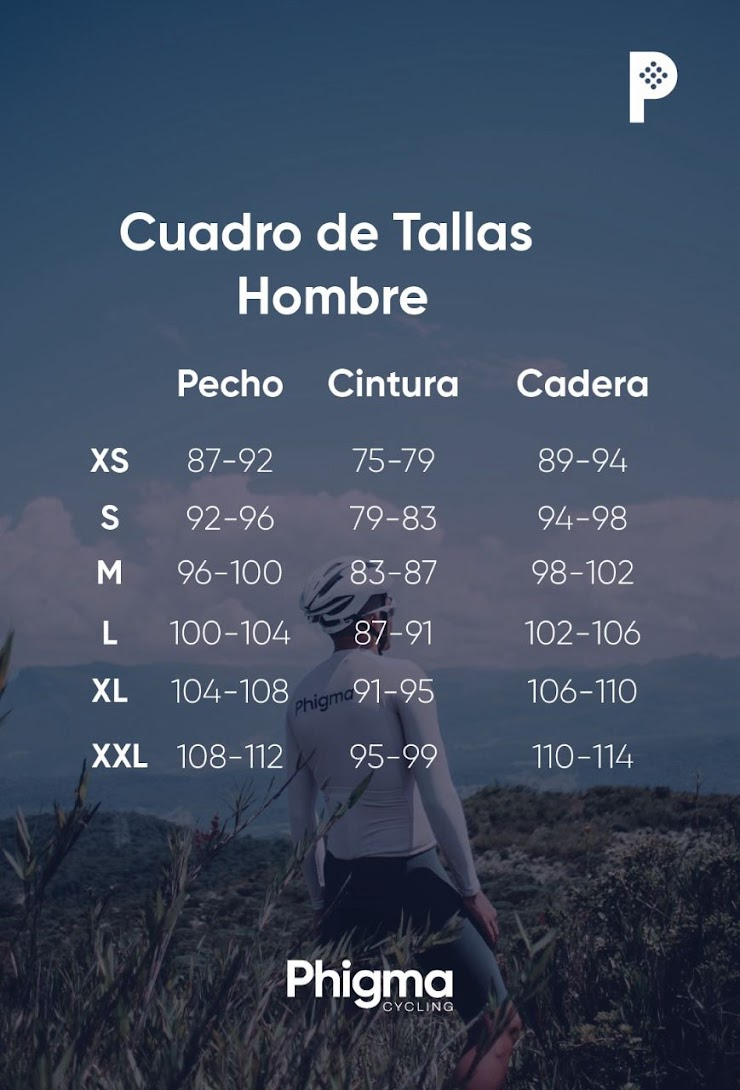 P
Cuadro de Tallas
Hombre
Pecho Cintura Cadera
XS 87-92 75-79 89-94
S 92-96 79-83 94-98
M 96-100 83-87 98-102
L 100-104 87-91 102-106
XL 104-108 91-95 106-110
Phigma
XXL 108-112 95-99 110-114
Phigma
CYCLING